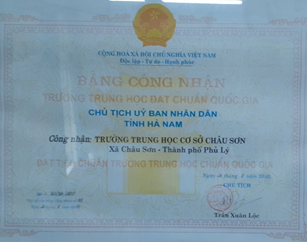 CỘNG HOÀ XÃ HỘI CHỦ NGHĨA VIỆT NAM
Độc lập - Tự do - Hạnh phúc
BẰNG CÔNG NHẬN
TRƯỜNG TRUNG HỌC ĐẠT CHUẨN QUỐC GIA
CHỦ TỊCH UỶ BAN NHÂN DÂN
TỈNH HÀ NAM
Công nhận: TRƯỜNG TRUNG HỌC CƠ SỞ CHÂU SƠN
Xã Châu Sơn - Thành phố Phủ Lý
ĐẠT TIÊU CHUẨN TRƯỜNG TRUNG HỌC CHUẨN QUỐC GIA
CHỦ TỊCH
Trần Xuân Lộc